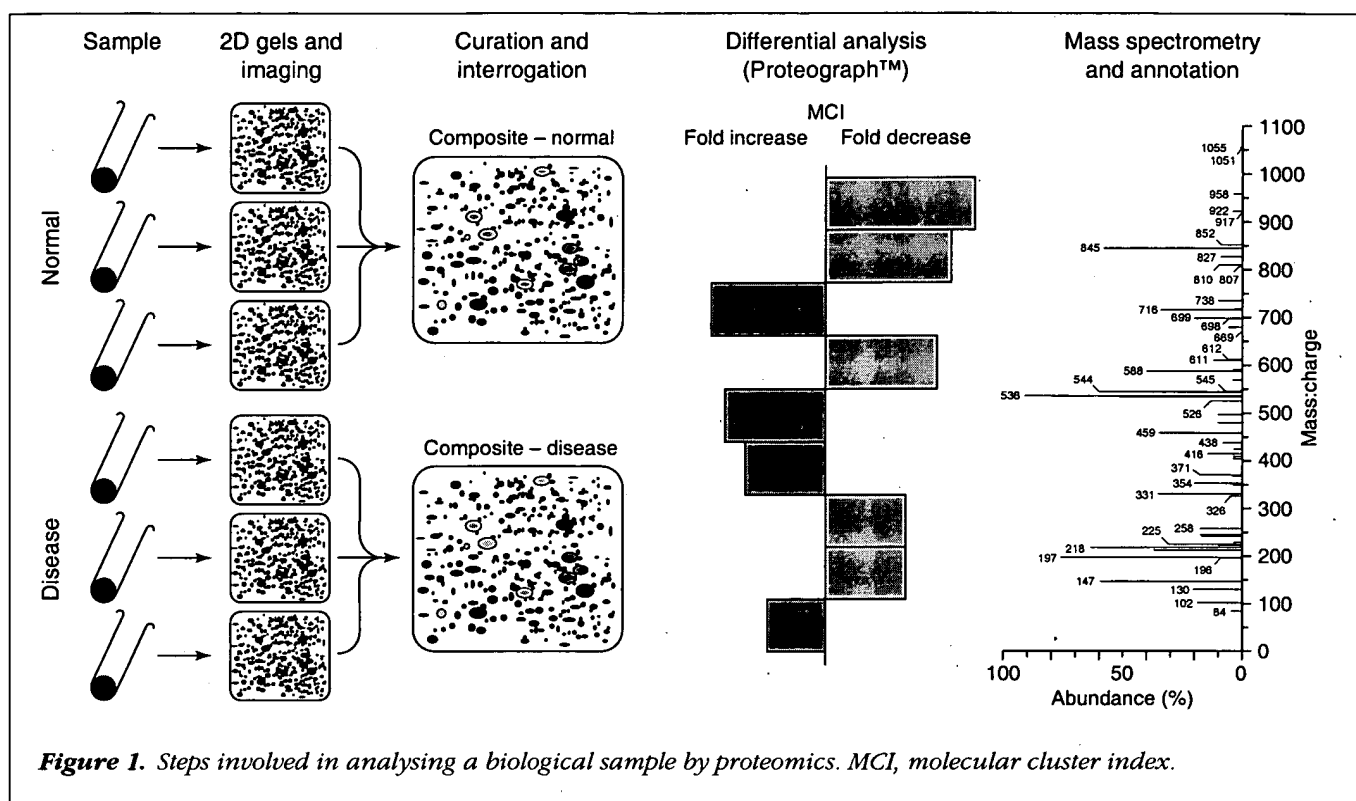 Sample
2D gels and
imaging
Curation and
interrogation
Differential analysis
(Proteograph™)
Mass spectrometry
and annotation
Normal
Disease
Composite – normal
Composite – disease
MCI
Fold increase
Fold decrease
1100
1000
900
800
700
600
500
400
300
200
100
0
Mass:charge
1055
1051
958
922
917
852
845
827
810 807
738
716
699
698
669
612
611
588
544
545
536
526
459
438
416
371
354
331
326
258
225
218
197
196
147
130
102
84
100
50
0
Abundance (%)
Figure 1. Steps involved in analysing a biological sample by proteomics. MCI, molecular cluster index.